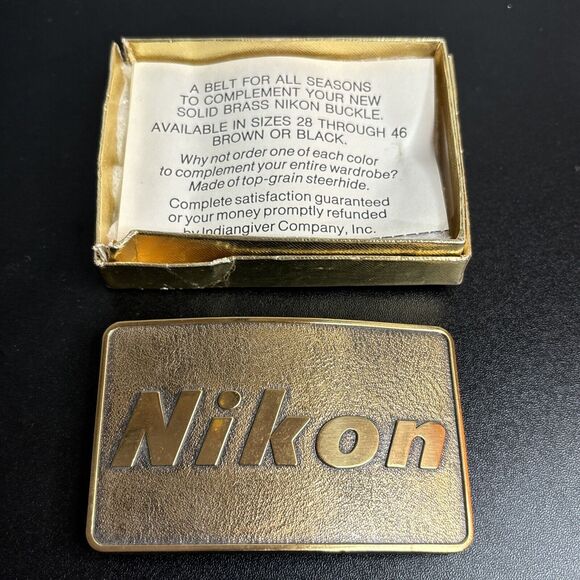 A BELT FOR ALL SEASONS
TO COMPLEMENT YOUR NEW
SOLID BRASS NIKON BUCKLE.
AVAILABLE IN SIZES 28 THROUGH 46
BROWN OR BLACK.
Why not order one of each color
to complement your entire wardrobe?
Made of top-grain steerhide.
Complete satisfaction guaranteed
or your money promptly refunded
by Indiangiver Company, Inc.
Nikon